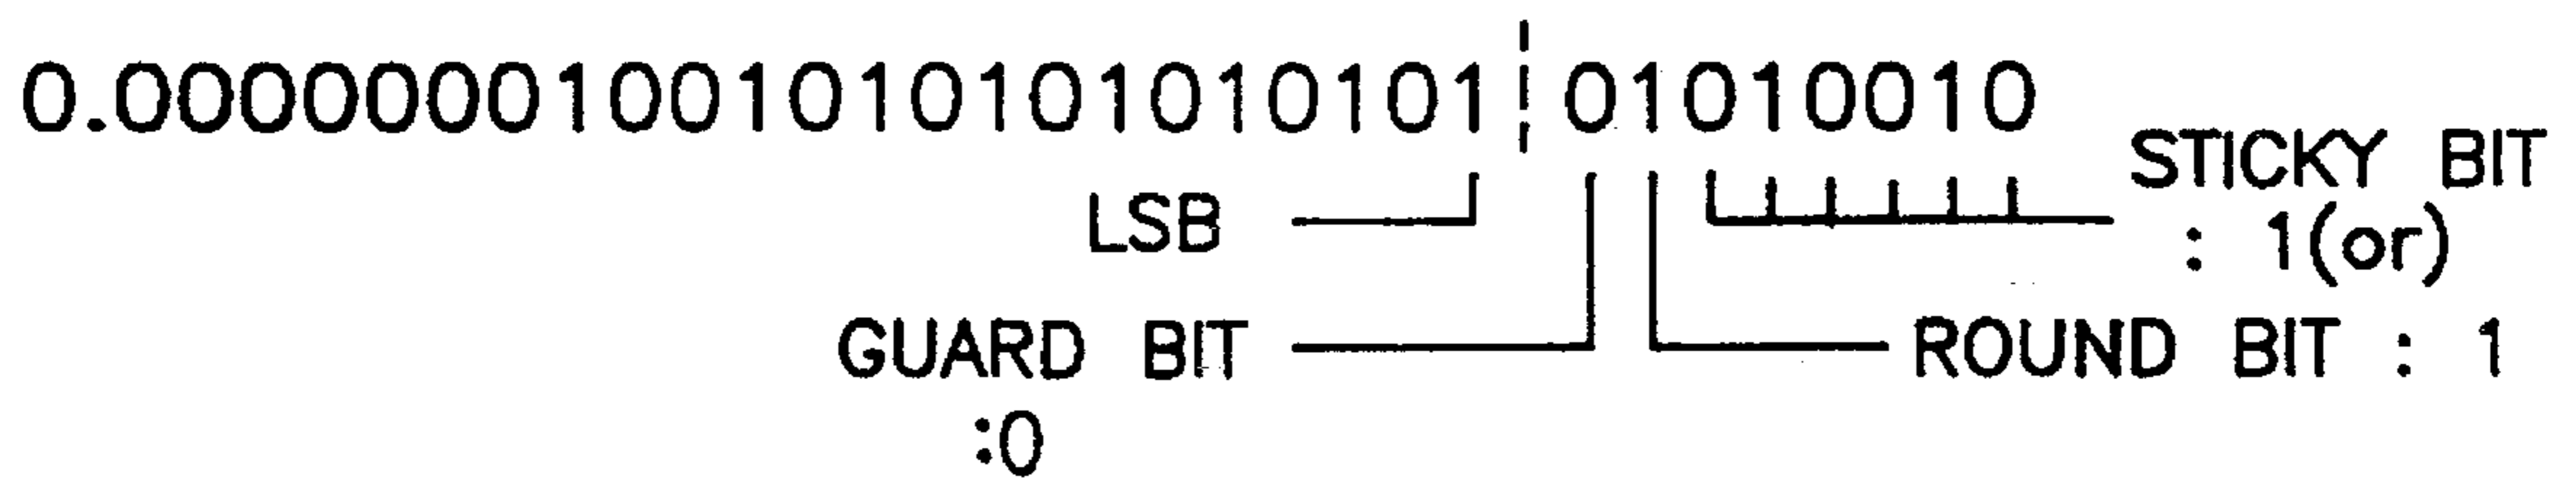 0.00000001001010101010101¦01010010
STICKY BIT
: 1(or)
LSB
GUARD BIT
:0
ROUND BIT : 1